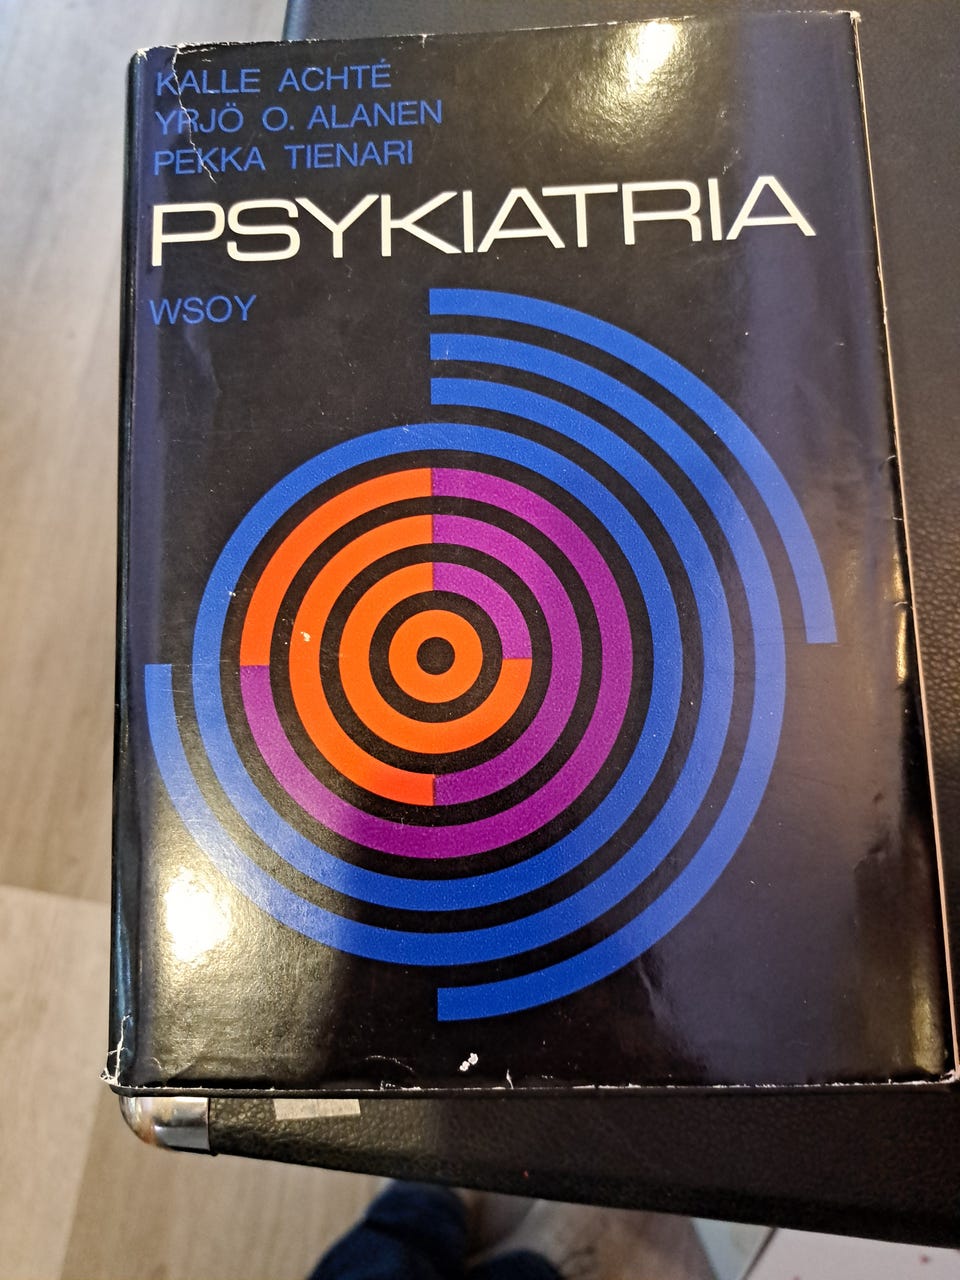 KALLE ACHTÉ
YRJÖ O. ALANEN
PEKKA TIENARI
PSYKIATRIA
WSOY